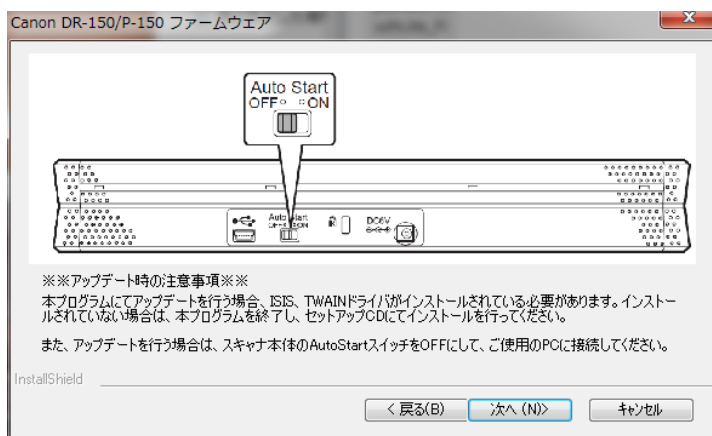 Canon DR-150/P-150 ファームウェア
Auto Start
OFF ON
Auto Start
OFF ON
DC6V
※※アップデート時の注意事項※※
本プログラムにてアップデートを行う場合、ISIS、TWAINドライバがインストールされている必要があります。インストー
ルされていない場合は、本プログラムを終了し、セットアップCDにてインストールを行ってください。
また、アップデートを行う場合は、スキャナ本体のAutoStartスイッチをOFFにして、ご使用のPCに接続してください。
InstallShield
< 戻る(B)
次へ (N)>
キャンセル